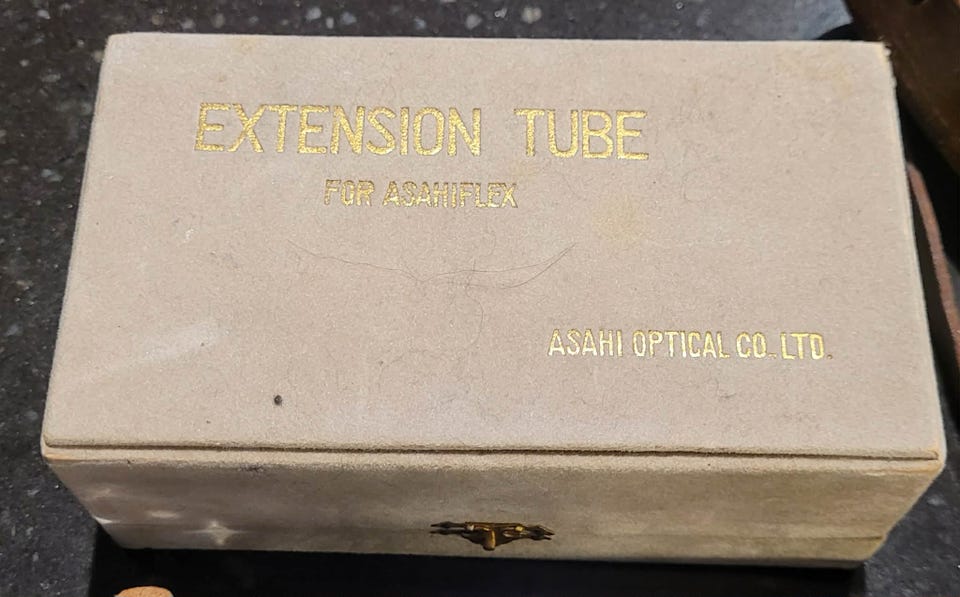 EXTENSION TUBE
FOR ASAHIFLEX
ASAHI OPTICAL CO., LTD.